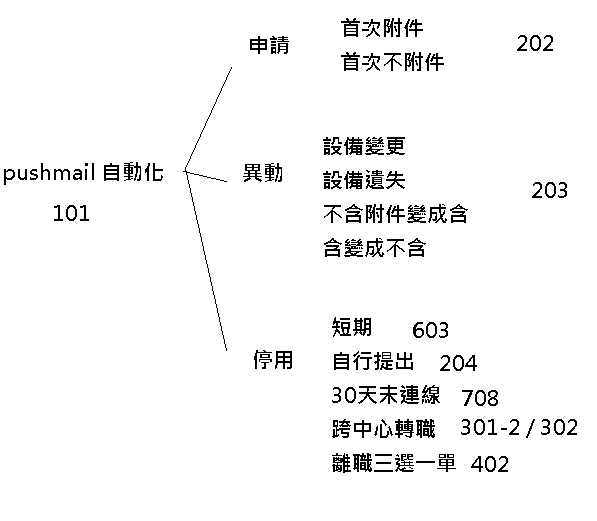 申請
首次附件
首次不附件
202
pushmail 自動化
101
異動
設備變更
設備遺失
不含附件變成含
含變成不含
203
停用
短期 603
自行提出 204
30天未連線 708
跨中心轉職 301-2 / 302
離職三選一單 402